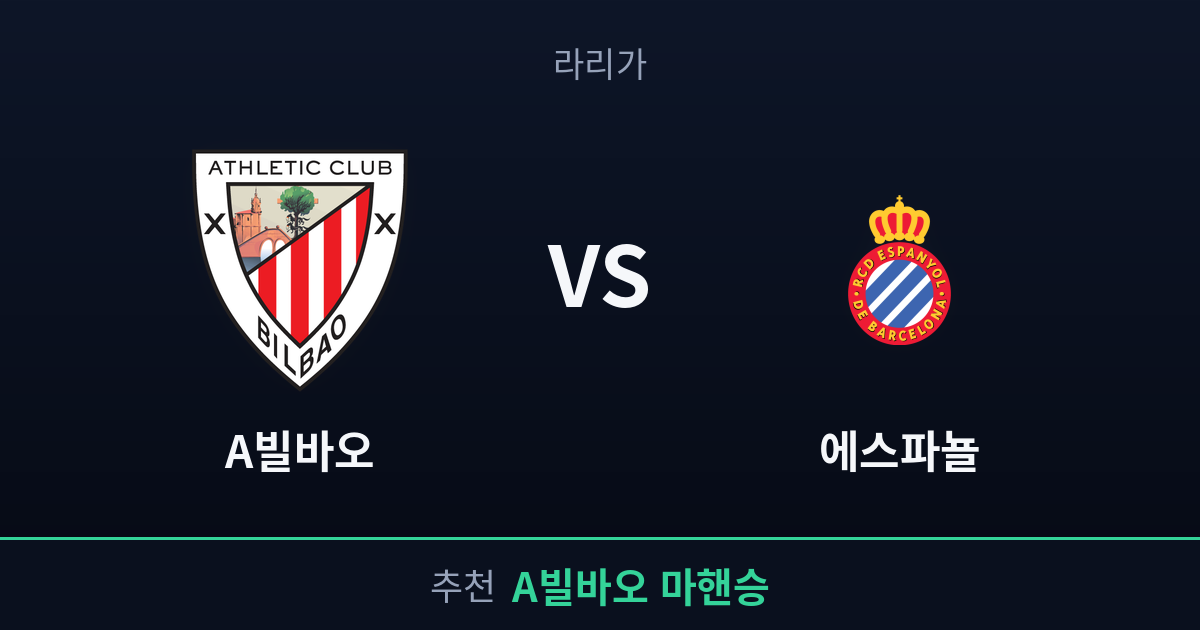 라리가
ATHLETIC CLUB
BILBAO
VS
RCD ESPANYOL
DE BARCELONA
A빌바오
에스파뇰
추천 A빌바오 마핸승